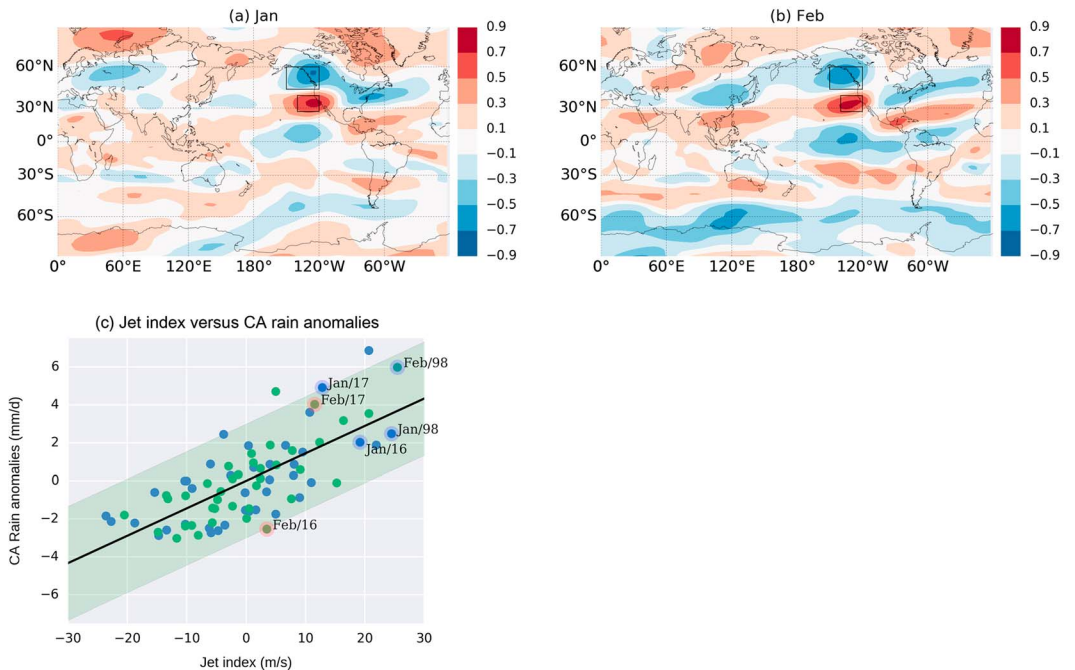 (a) Jan
60°N
30°N
0°
30°S
60°S
0°
60°E
120°E
180°
120°W
60°W
0.9
0.7
0.5
0.3
0.1
−0.1
−0.3
−0.5
−0.7
−0.9
(b) Feb
60°N
30°N
0°
30°S
60°S
0°
60°E
120°E
180°
120°W
60°W
0.9
0.7
0.5
0.3
0.1
−0.1
−0.3
−0.5
−0.7
−0.9
(c) Jet index versus CA rain anomalies
CA Rain anomalies (mm/d)
6
4
2
0
−2
−4
−6
Feb/98
Jan/17
Feb/17
Jan/98
Jan/16
Feb/16
−30
−20
−10
0
10
20
30
Jet index (m/s)